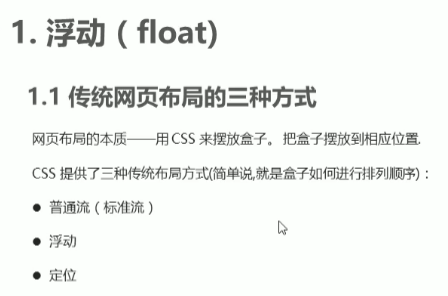 1. 浮动（float)
1.1 传统网页布局的三种方式
网页布局的本质——用 CSS 来摆放盒子。 把盒子摆放到相应位置.
CSS 提供了三种传统布局方式(简单说,就是盒子如何进行排列顺序)：
● 普通流（标准流）
● 浮动
● 定位